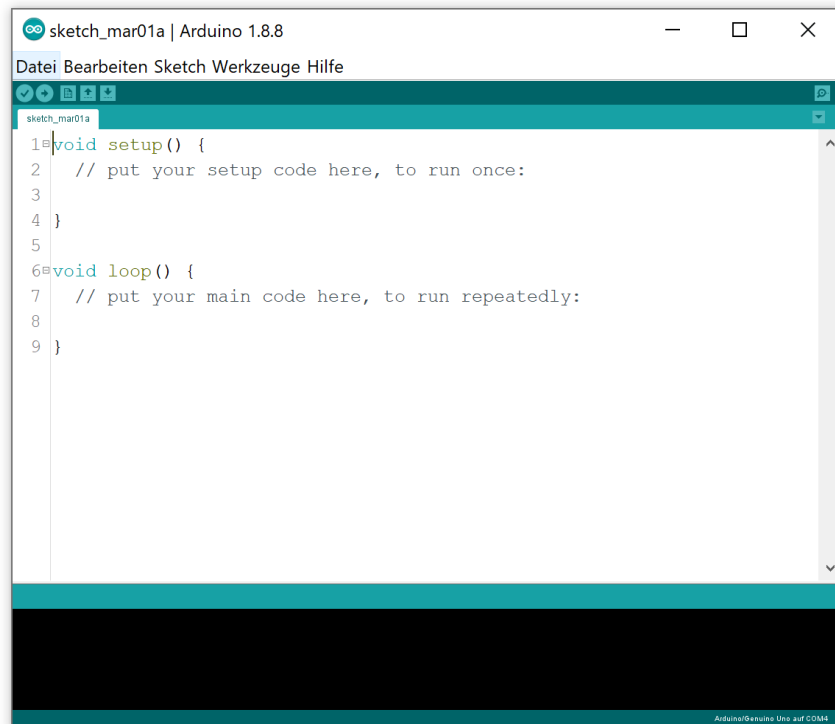 sketch_mar01a | Arduino 1.8.8
Datei Bearbeiten Sketch Werkzeuge Hilfe
sketch_mar01a
1 void setup() {
2   // put your setup code here, to run once:
3
4 }
5
6 void loop() {
7   // put your main code here, to run repeatedly:
8
9 }
Arduino/Genuino Uno auf COM4